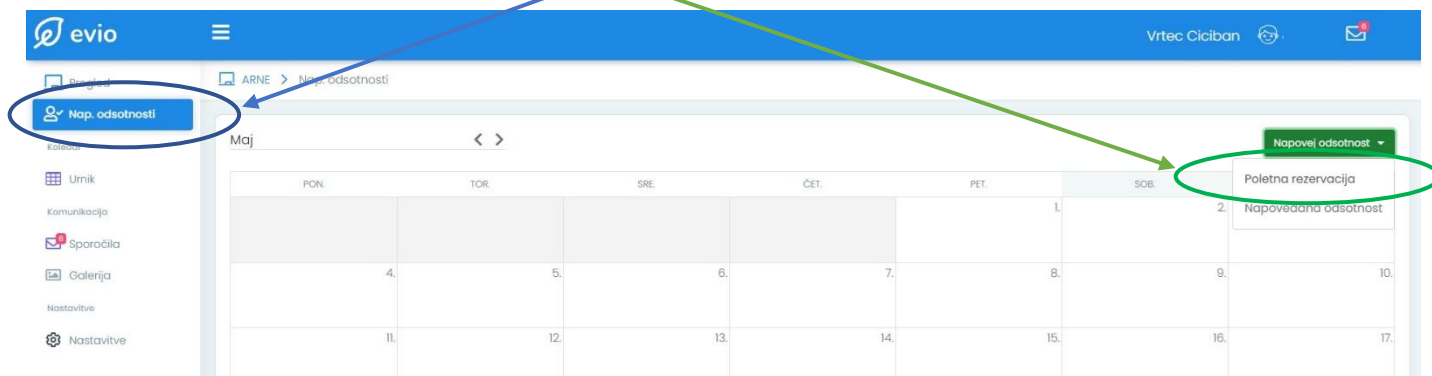 evio
Vrtec Ciciban
6
Pregled
ARNE > Nap. odsotnosti
Nap. odsotnosti
Koledar
Maj
< >
Napovej odsotnost
Poletna rezervacija
Napovedana odsotnost
Urnik
Komunikacija
6
Sporočila
Galerija
Nastavitve
Nastavitve
PON. TOR. SRE. ČET. PET. SOB.
1. 2.
4. 5. 6. 7. 8. 9. 10.
11. 12. 13. 14. 15. 16. 17.